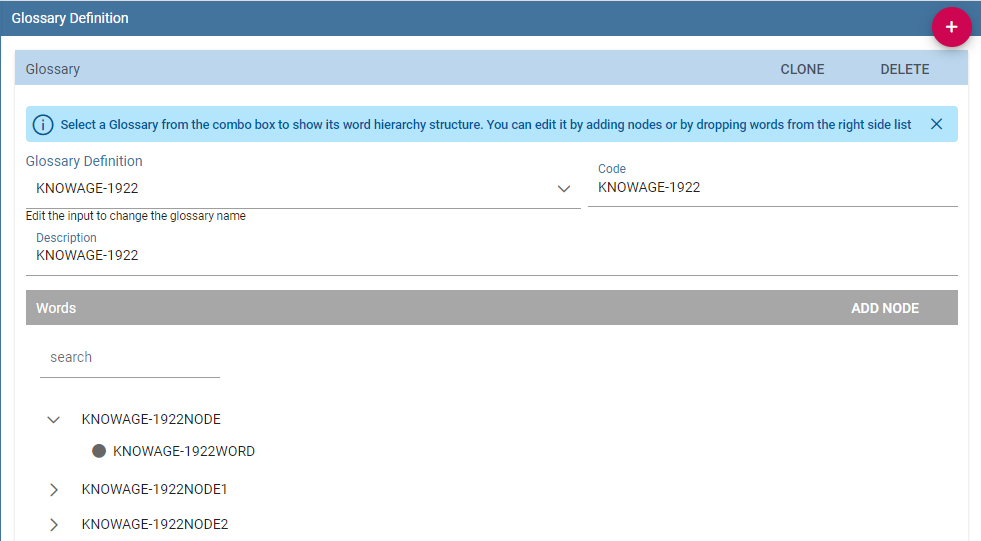 Glossary Definition
+
Glossary CLONE DELETE
Select a Glossary from the combo box to show its word hierarchy structure. You can edit it by adding nodes or by dropping words from the right side list
Glossary Definition
KNOWAGE-1922
Code
KNOWAGE-1922
Edit the input to change the glossary name
Description
KNOWAGE-1922
Words ADD NODE
search
KNOWAGE-1922NODE
KNOWAGE-1922WORD
KNOWAGE-1922NODE1
KNOWAGE-1922NODE2